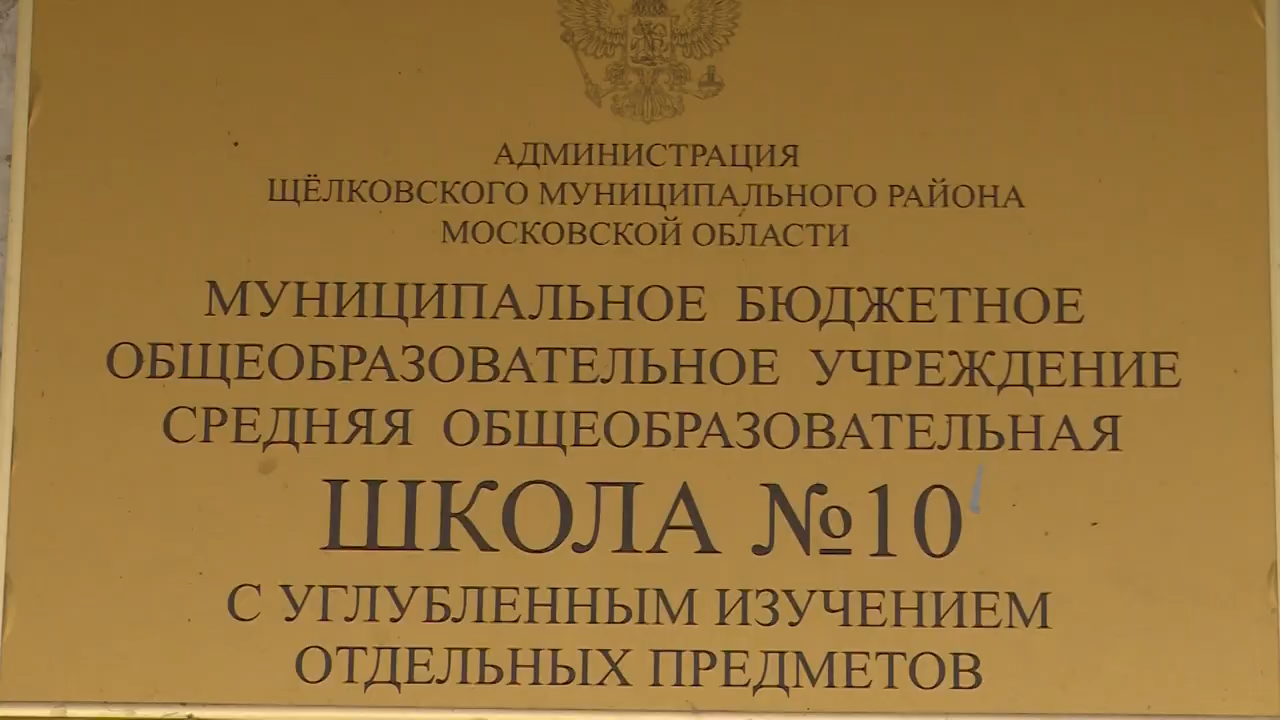 АДМИНИСТРАЦИЯ
ЩЁЛКОВСКОГО МУНИЦИПАЛЬНОГО РАЙОНА
МОСКОВСКОЙ ОБЛАСТИ
МУНИЦИПАЛЬНОЕ БЮДЖЕТНОЕ
ОБЩЕОБРАЗОВАТЕЛЬНОЕ УЧРЕЖДЕНИЕ
СРЕДНЯЯ ОБЩЕОБРАЗОВАТЕЛЬНАЯ
ШКОЛА №10
С УГЛУБЛЕННЫМ ИЗУЧЕНИЕМ
ОТДЕЛЬНЫХ ПРЕДМЕТОВ